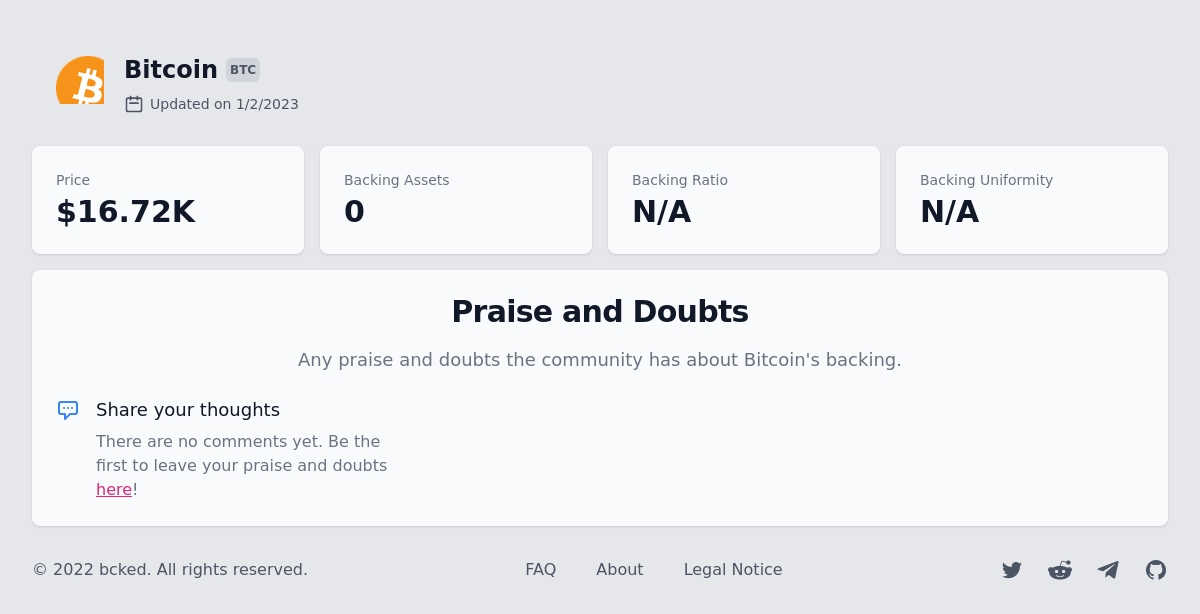 Bitcoin BTC
Updated on 1/2/2023
Price
$16.72K
Backing Assets
0
Backing Ratio
N/A
Backing Uniformity
N/A
Praise and Doubts
Any praise and doubts the community has about Bitcoin's backing.
Share your thoughts
There are no comments yet. Be the
first to leave your praise and doubts
here!
© 2022 bcked. All rights reserved.
FAQ
About
Legal Notice